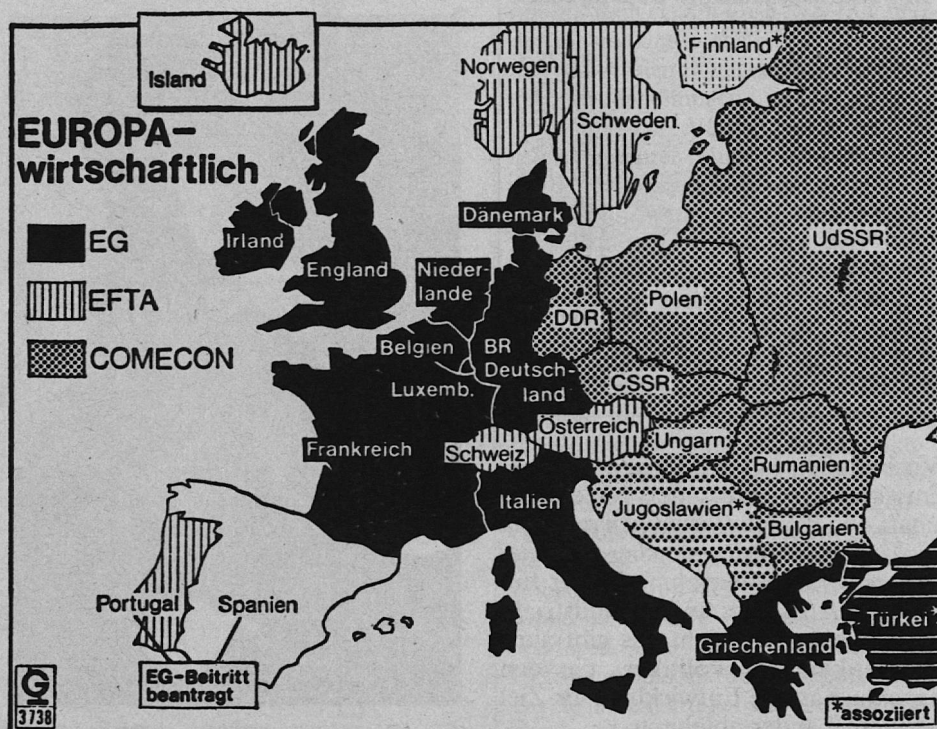 Island
EUROPA-
wirtschaftlich
EG
EFTA
COMECON
Norwegen
Finnland*
Schweden
Dänemark
Irland
England
Nieder-
lande
UdSSR
Polen
DDR
Belgien
BR
Deutsch-
land
Luxemb.
CSSR
Österreich
Ungarn
Frankreich
Schweiz
Rumänien
Italien
Jugoslawien*
Bulgarien
Portugal
Spanien
Türkei*
Griechenland
EG-Beitritt
beantragt
G
3738
*assoziiert